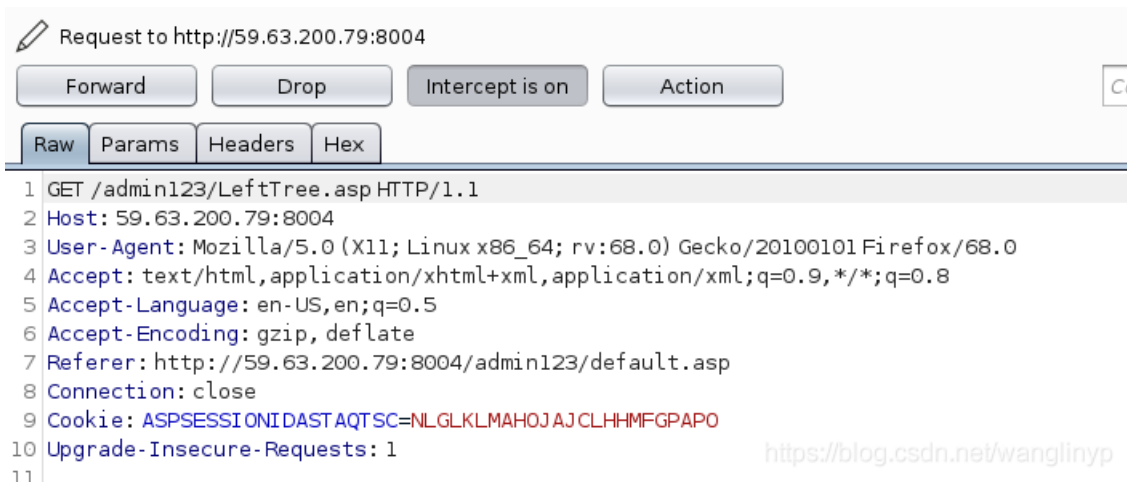 Request to http://59.63.200.79:8004
Forward Drop Intercept is on Action
Raw Params Headers Hex
1 GET /admin123/LeftTree.asp HTTP/1.1
2 Host: 59.63.200.79:8004
3 User-Agent: Mozilla/5.0 (X11; Linux x86_64; rv:68.0) Gecko/20100101 Firefox/68.0
4 Accept: text/html,application/xhtml+xml,application/xml;q=0.9,*/*;q=0.8
5 Accept-Language: en-US,en;q=0.5
6 Accept-Encoding: gzip, deflate
7 Referer: http://59.63.200.79:8004/admin123/default.asp
8 Connection: close
9 Cookie: ASPSESSIONIDASTAQTSC=NLGLKLMAHOJAJCLHHMFGPAPO
10 Upgrade-Insecure-Requests: 1
https://blog.csdn.net/wanglinyp
11